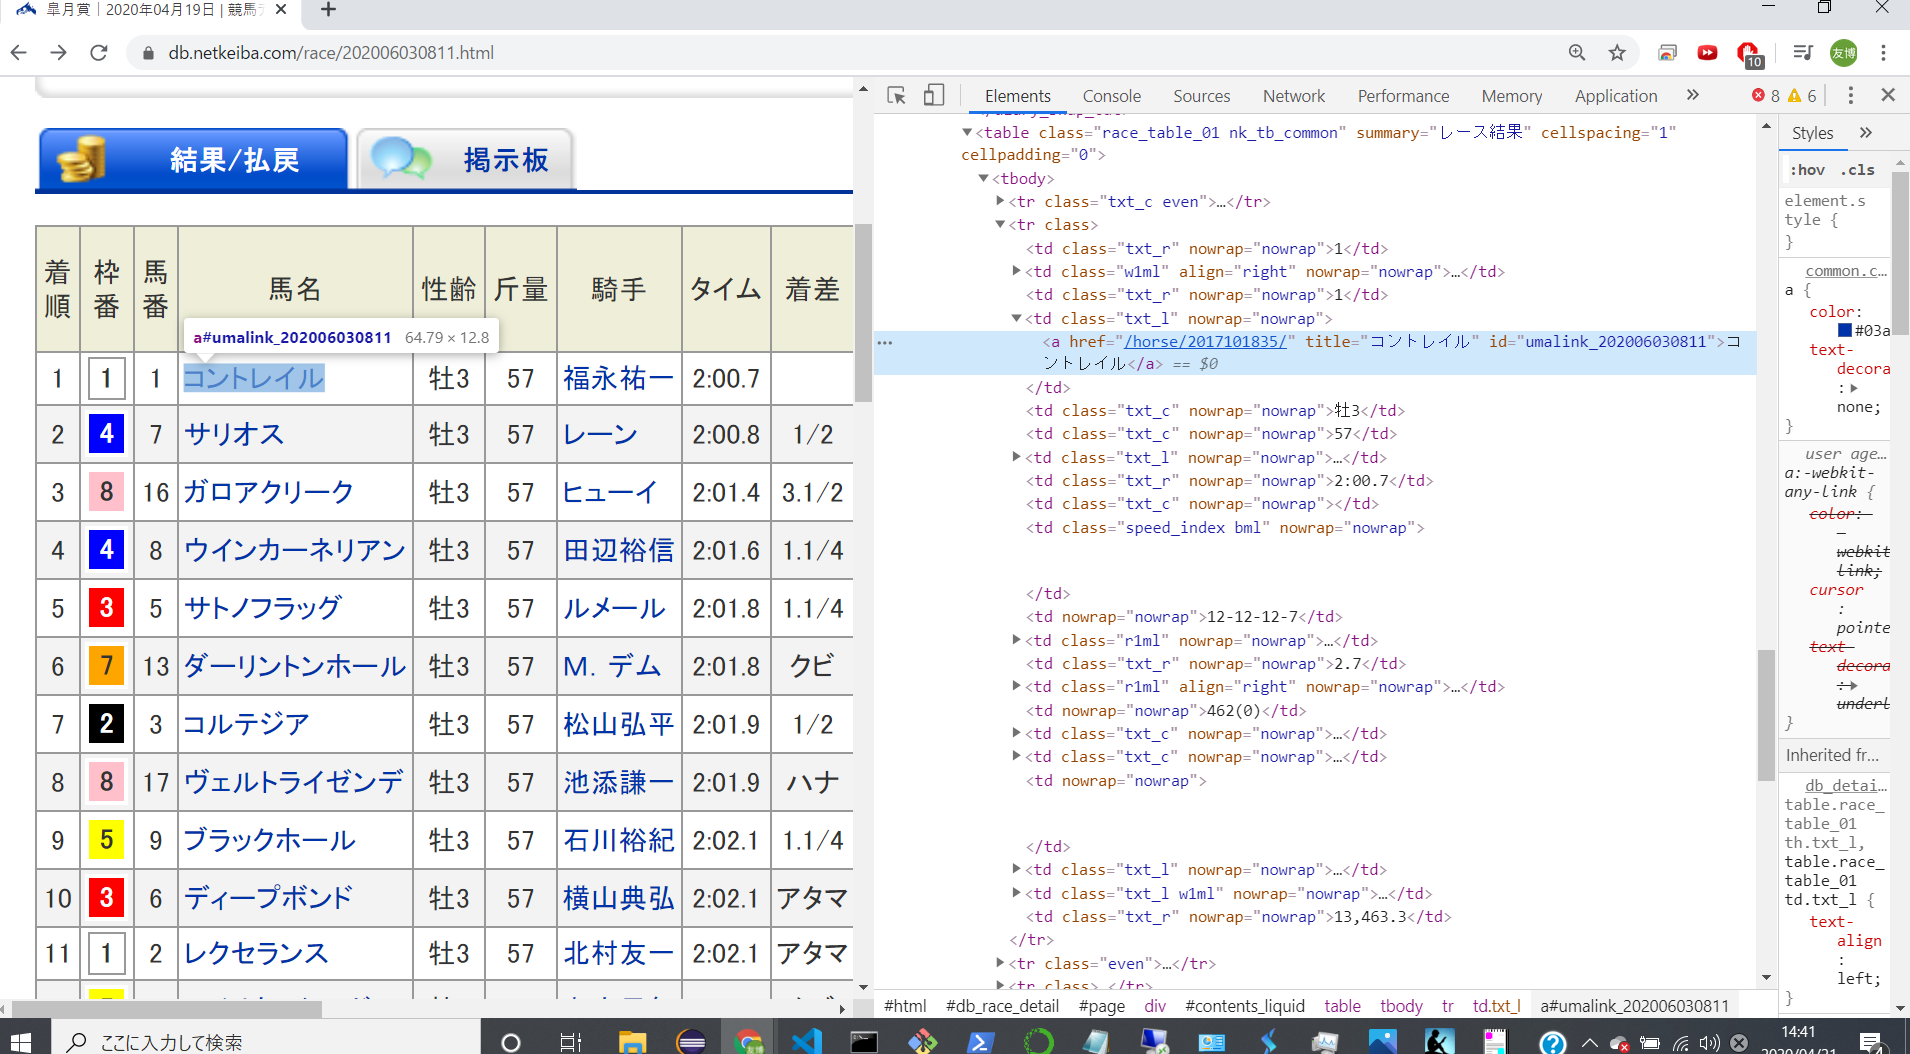 皐月賞｜2020年04月19日 | 競馬デ
db.netkeiba.com/race/202006030811.html
10
友博
結果/払戻
掲示板
着順 枠番 馬番 馬名 性齢 斤量 騎手 タイム 着差
a#umalink_202006030811 64.79 × 12.8
1 1 1 コントレイル 牡3 57 福永祐一 2:00.7
2 4 7 サリオス 牡3 57 レーン 2:00.8 1/2
3 8 16 ガロアクリーク 牡3 57 ヒューイ 2:01.4 3.1/2
4 4 8 ウインカーネリアン 牡3 57 田辺裕信 2:01.6 1.1/4
5 3 5 サトノフラッグ 牡3 57 ルメール 2:01.8 1.1/4
6 7 13 ダーリントンホール 牡3 57 M．デム 2:01.8 クビ
7 2 3 コルテジア 牡3 57 松山弘平 2:01.9 1/2
8 8 17 ヴェルトライゼンデ 牡3 57 池添謙一 2:01.9 ハナ
9 5 9 ブラックホール 牡3 57 石川裕紀 2:02.1 1.1/4
10 3 6 ディープボンド 牡3 57 横山典弘 2:02.1 アタマ
11 1 2 レクセランス 牡3 57 北村友一 2:02.1 アタマ
Elements Console Sources Network Performance Memory Application » 8 6
<table class="race_table_01 nk_tb_common" summary="レース結果" cellspacing="1"
cellpadding="0">
<tbody>
<tr class="txt_c even">…</tr>
<tr class>
<td class="txt_r" nowrap="nowrap">1</td>
<td class="w1ml" align="right" nowrap="nowrap">…</td>
<td class="txt_r" nowrap="nowrap">1</td>
<td class="txt_l" nowrap="nowrap">
<a href="/horse/2017101835/" title="コントレイル" id="umalink_202006030811">コ
ントレイル</a> == $0
</td>
<td class="txt_c" nowrap="nowrap">牡3</td>
<td class="txt_c" nowrap="nowrap">57</td>
<td class="txt_l" nowrap="nowrap">…</td>
<td class="txt_r" nowrap="nowrap">2:00.7</td>
<td class="txt_c" nowrap="nowrap"></td>
<td class="speed_index bml" nowrap="nowrap">
</td>
<td nowrap="nowrap">12-12-12-7</td>
<td class="r1ml" nowrap="nowrap">…</td>
<td class="txt_r" nowrap="nowrap">2.7</td>
<td class="r1ml" align="right" nowrap="nowrap">…</td>
<td nowrap="nowrap">462(0)</td>
<td class="txt_c" nowrap="nowrap">…</td>
<td class="txt_c" nowrap="nowrap">…</td>
<td nowrap="nowrap">
</td>
<td class="txt_l" nowrap="nowrap">…</td>
<td class="txt_l w1ml" nowrap="nowrap">…</td>
<td class="txt_r" nowrap="nowrap">13,463.3</td>
</tr>
<tr class="even">…</tr>
<tr class>…</tr>
#html #db_race_detail #page div #contents_liquid table tbody tr td.txt_l a#umalink_202006030811
Styles »
:hov .cls
element.s
tyle {
}
common.c…
a {
color:
#03a
text-
decora
:
none;
}
user age…
a:-webkit-
any-link {
color: -
webkit
link;
cursor
:
pointe
text-
decora
:
underl
}
Inherited fr…
db_detai…
table.race_
table_01
th.txt_l,
table.race_
table_01
td.txt_l {
text-
align
:
left;
}
ここに入力して検索
14:41
2020/04/21
4